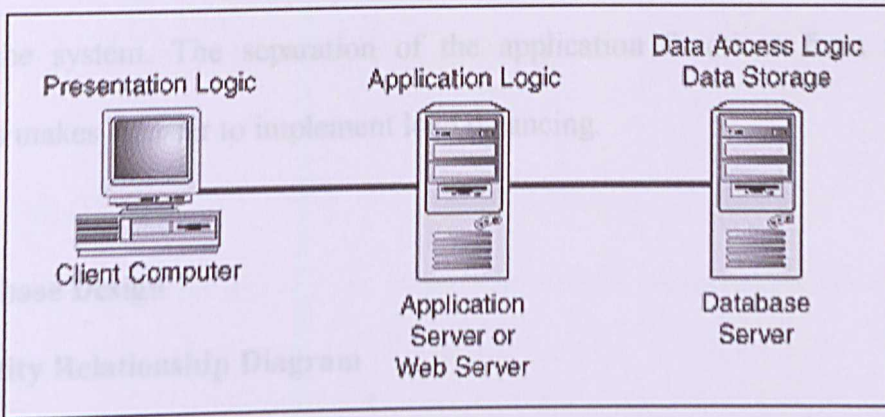 he system. The separation of the application
Data Access Logic
Presentation Logic Application Logic Data Storage
makes to implement
Client Computer
Application Database
Server or Server
Web Server
Design
Relationship Diagram